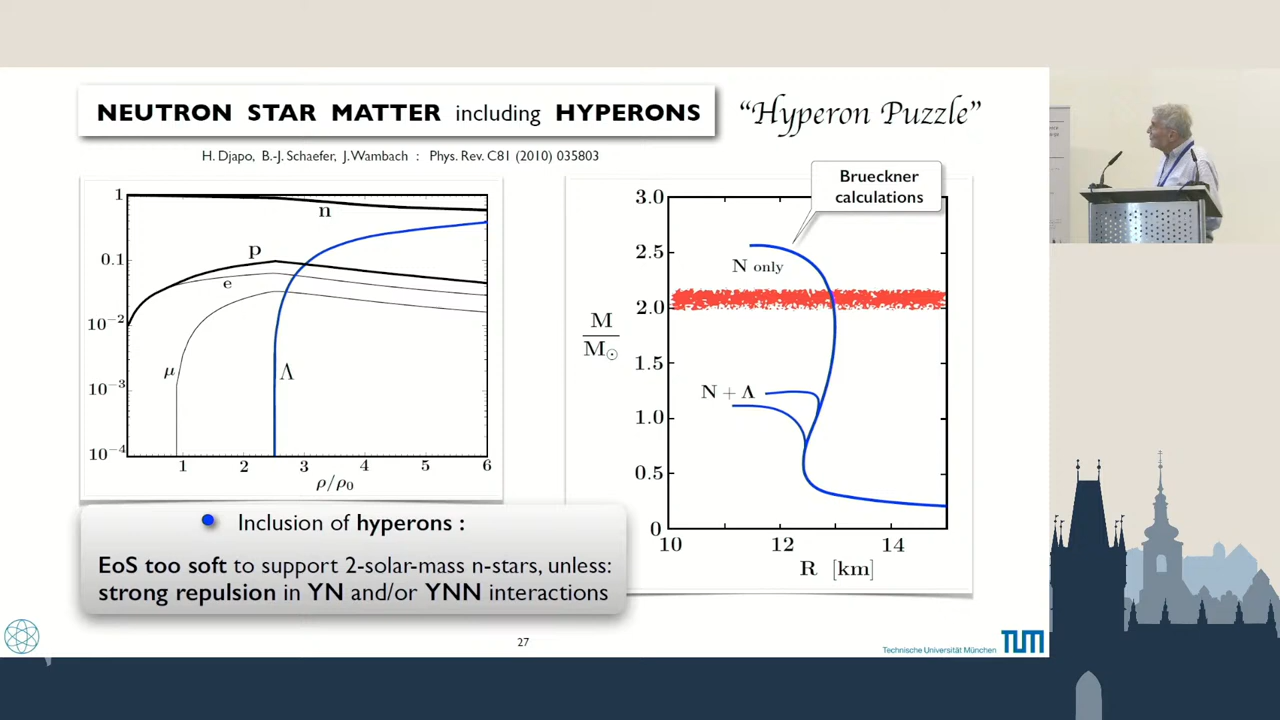 NEUTRON STAR MATTER including HYPERONS
“Hyperon Puzzle”
H. Djapo, B.-J. Schaefer, J. Wambach : Phys. Rev. C81 (2010) 035803
1
0.1
10⁻²
10⁻³
10⁻⁴
n
p
e
μ
Λ
1 2 3 4 5 6
ρ/ρ₀
Brueckner
calculations
3.0
2.5
2.0
1.5
1.0
0.5
0
N only
N + Λ
M
M☉
10 12 14
R [km]
Inclusion of hyperons :
EoS too soft to support 2-solar-mass n-stars, unless:
strong repulsion in YN and/or YNN interactions
27
Technische Universität München
TUM